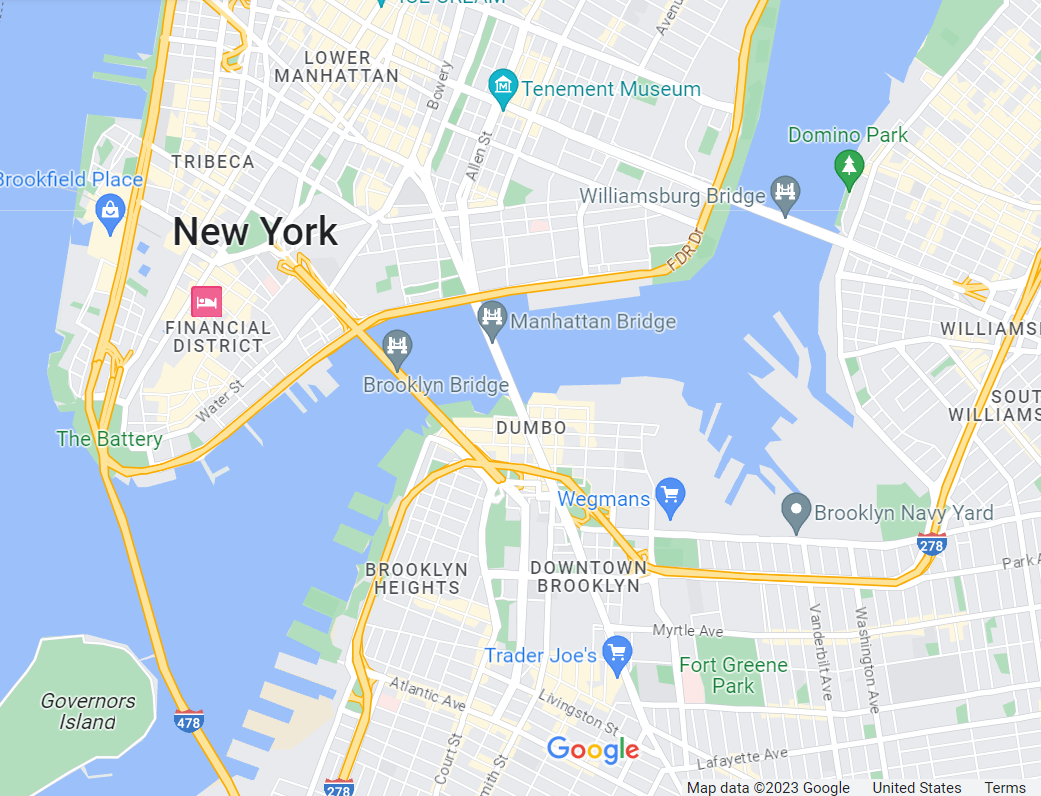 ICE CREAM
LOWER
MANHATTAN
Bowery
Avenue
Tenement Museum
Domino Park
Allen St
TRIBECA
Brookfield Place
Williamsburg Bridge
New York
FDR Dr
FINANCIAL
DISTRICT
Manhattan Bridge
WILLIAMS
Brooklyn Bridge
Water St
SOUT
WILLIAMS
DUMBO
The Battery
Wegmans
Brooklyn Navy Yard
278
BROOKLYN
HEIGHTS
DOWNTOWN
BROOKLYN
Park A
Myrtle Ave
Vanderbilt Ave
Washington Ave
Trader Joe's
Fort Greene
Park
Governors
Island
Atlantic Ave
Livingston St
478
Court St
Smith St
Google
Lafayette Ave
278
Map data ©2023 Google United States Terms